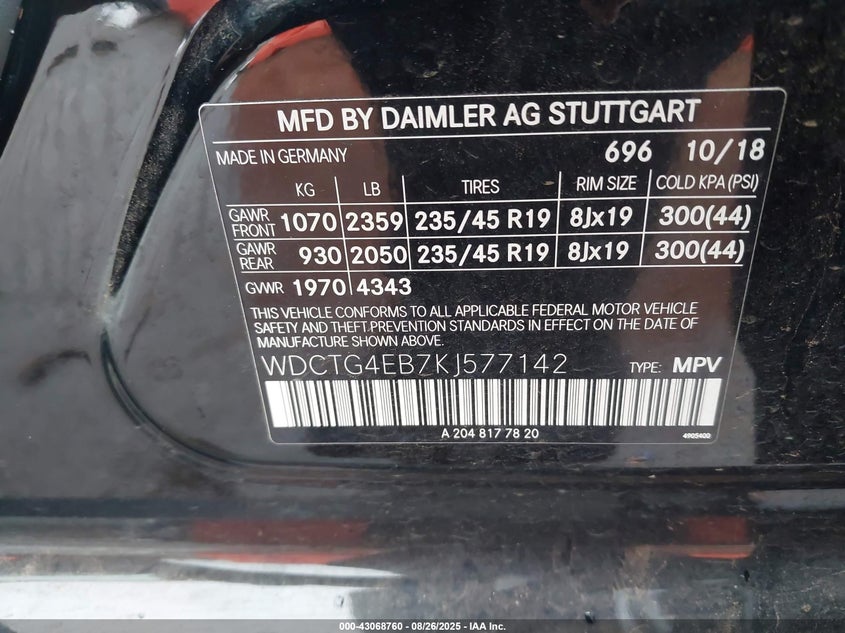 MFD BY DAIMLER AG STUTTGART
MADE IN GERMANY 696 10/18
KG LB TIRES RIM SIZE COLD KPA (PSI)
GAWR FRONT 1070 2359 235/45 R19 8Jx19 300(44)
GAWR REAR 930 2050 235/45 R19 8Jx19 300(44)
GVWR 1970 4343
THIS VEHICLE CONFORMS TO ALL APPLICABLE FEDERAL MOTOR VEHICLE
SAFETY AND THEFT.PREVENTION STANDARDS IN EFFECT ON THE DATE OF
MANUFACTURE SHOWN ABOVE.
WDCTG4EB7KJ577142 TYPE: MPV
A 204 817 78 20 4905400
000-43068760 - 08/26/2025 - IAA Inc.